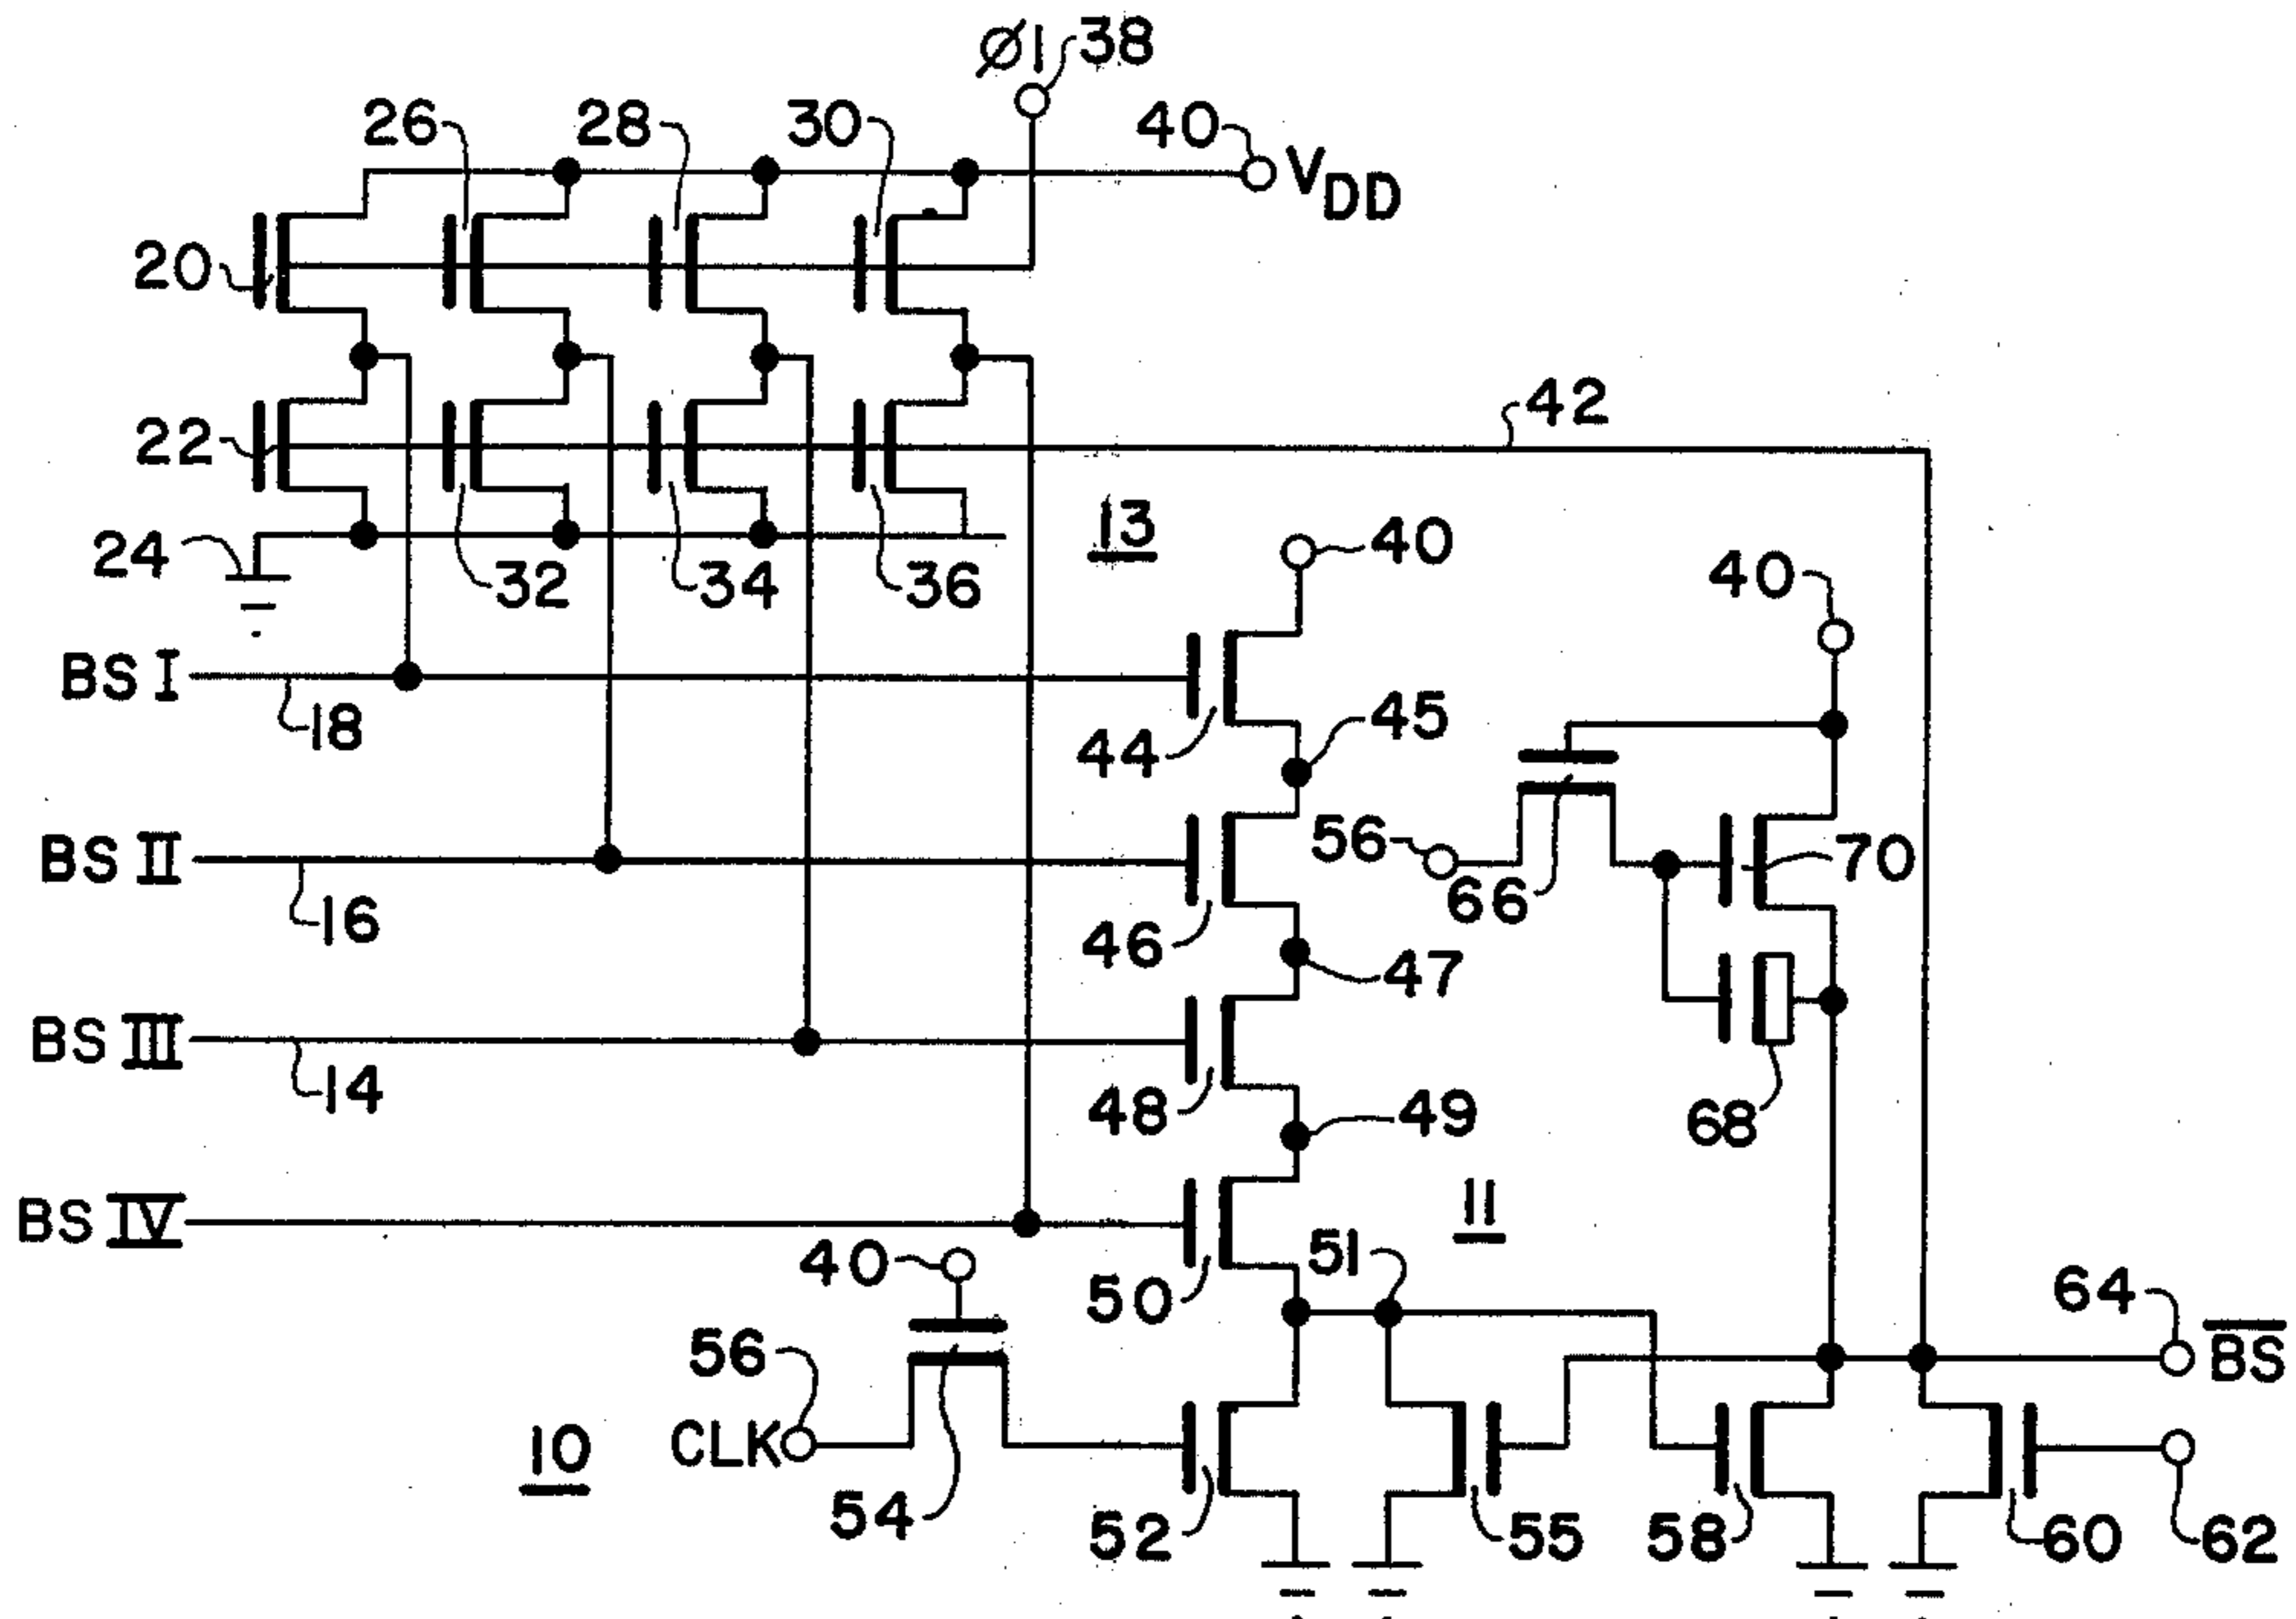 Ø1 38
26 28 30 40 VDD
20
22 42
24 32 34 36 13 40
40
BS I
18 44 45
BS II 56 66 70
16 46 47
BS III
14 48 49 68
BS IV 40 50 51 11 64 BS
56
CLK
10 54 52 55 58 60 62